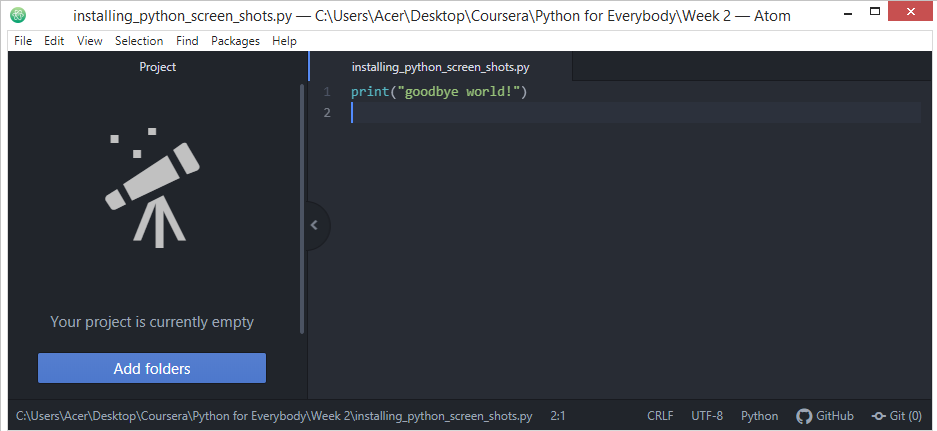 installing_python_screen_shots.py — C:\Users\Acer\Desktop\Coursera\Python for Everybody\Week 2 — Atom
File Edit View Selection Find Packages Help
Project
installing_python_screen_shots.py
1 print("goodbye world!")
2
Your project is currently empty
Add folders
C:\Users\Acer\Desktop\Coursera\Python for Everybody\Week 2\installing_python_screen_shots.py 2:1 CRLF UTF-8 Python GitHub Git (0)